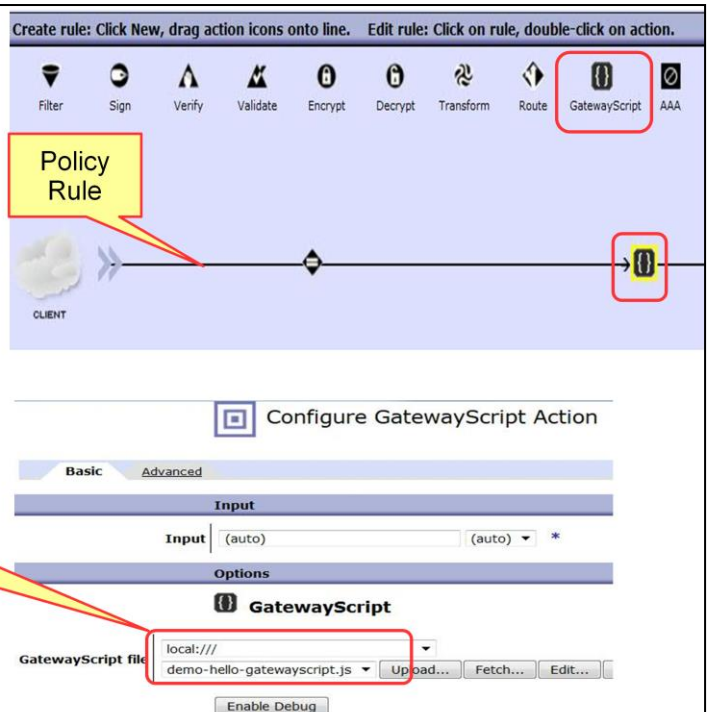 Create rule: Click New, drag action icons onto line. Edit rule: Click on rule, double-click on action.
Filter Sign Verify Validate Encrypt Decrypt Transform Route GatewayScript AAA
Policy
Rule
CLIENT
Configure GatewayScript Action
Basic Advanced
Input
Input (auto) (auto) *
Options
{} GatewayScript
local:///
GatewayScript file
demo-hello-gatewayscript.js Upload... Fetch... Edit...
Enable Debug